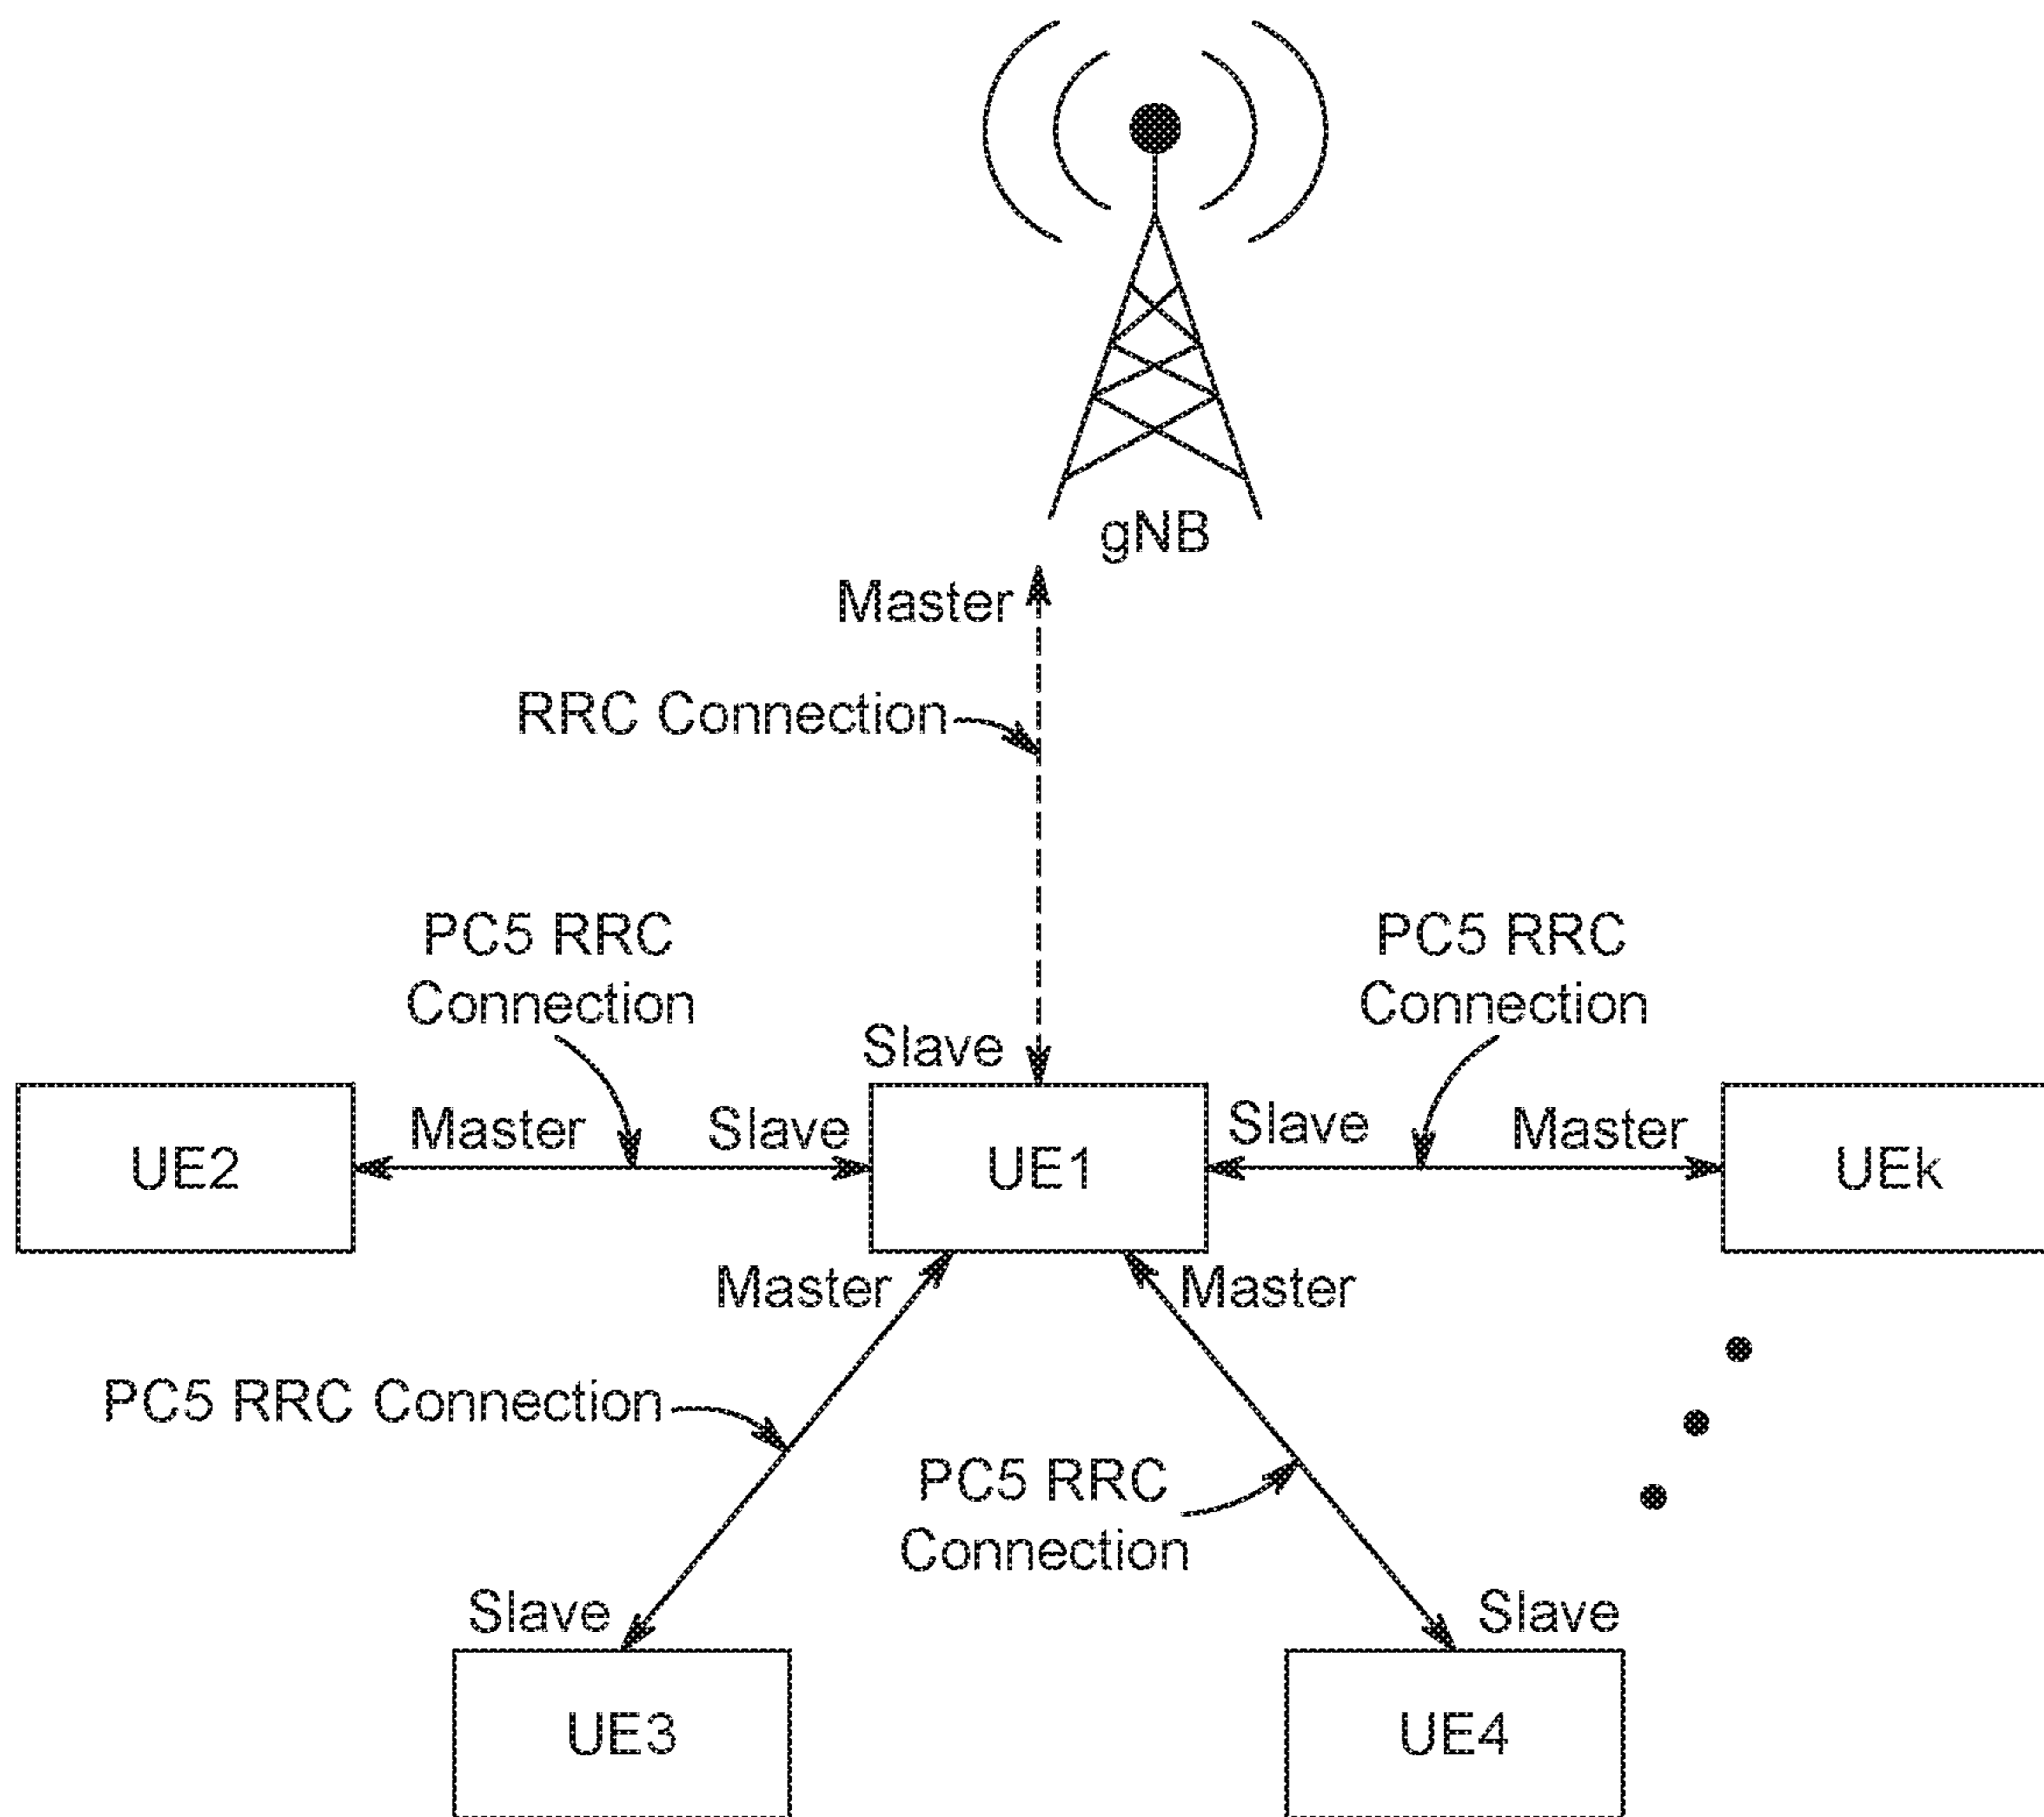 gNB
Master
RRC Connection
PC5 RRC
Connection
PC5 RRC
Connection
Slave
UE2
Master
Slave
UE1
Slave
Master
UEk
Master
Master
PC5 RRC Connection
PC5 RRC
Connection
Slave
Slave
UE3
UE4